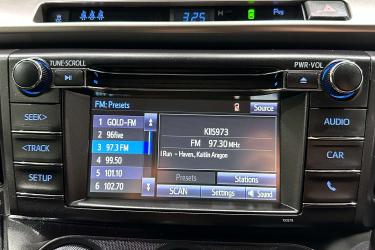 3:25
TUNE·SCROLL
PWR·VOL
FM: Presets
Source
1 GOLD-FM
2 96five
3 97.3 FM
4 99.50
5 101.10
6 102.70
KIIS973
FM 97.30 MHz
I Run - Haven, Kaitlin Aragon
Presets
Stations
SCAN
Settings
Sound
SEEK>
<TRACK
SETUP
AUDIO
CAR